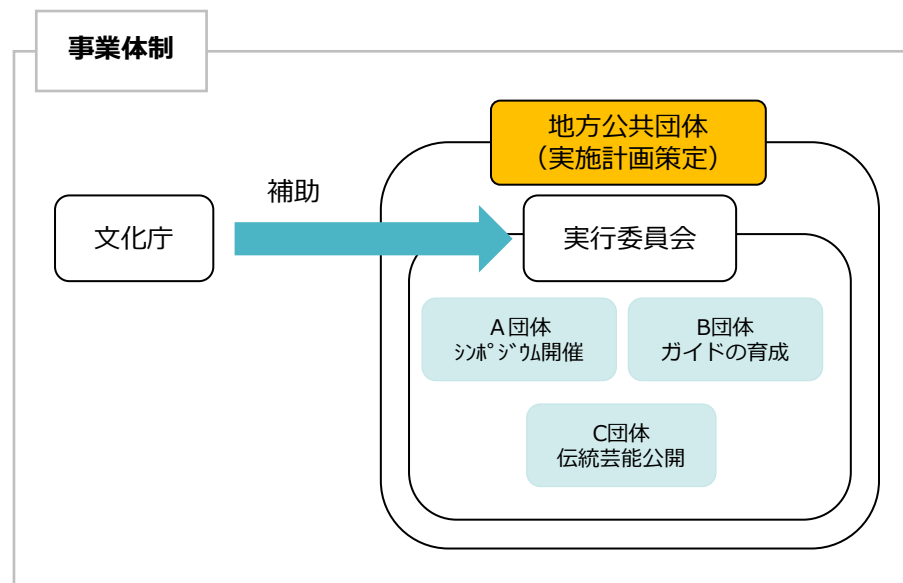 事業体制
地方公共団体
（実施計画策定）
補助
文化庁
実行委員会
A団体
ｼﾝﾎﾟｼﾞｳﾑ開催
B団体
ガイドの育成
C団体
伝統芸能公開